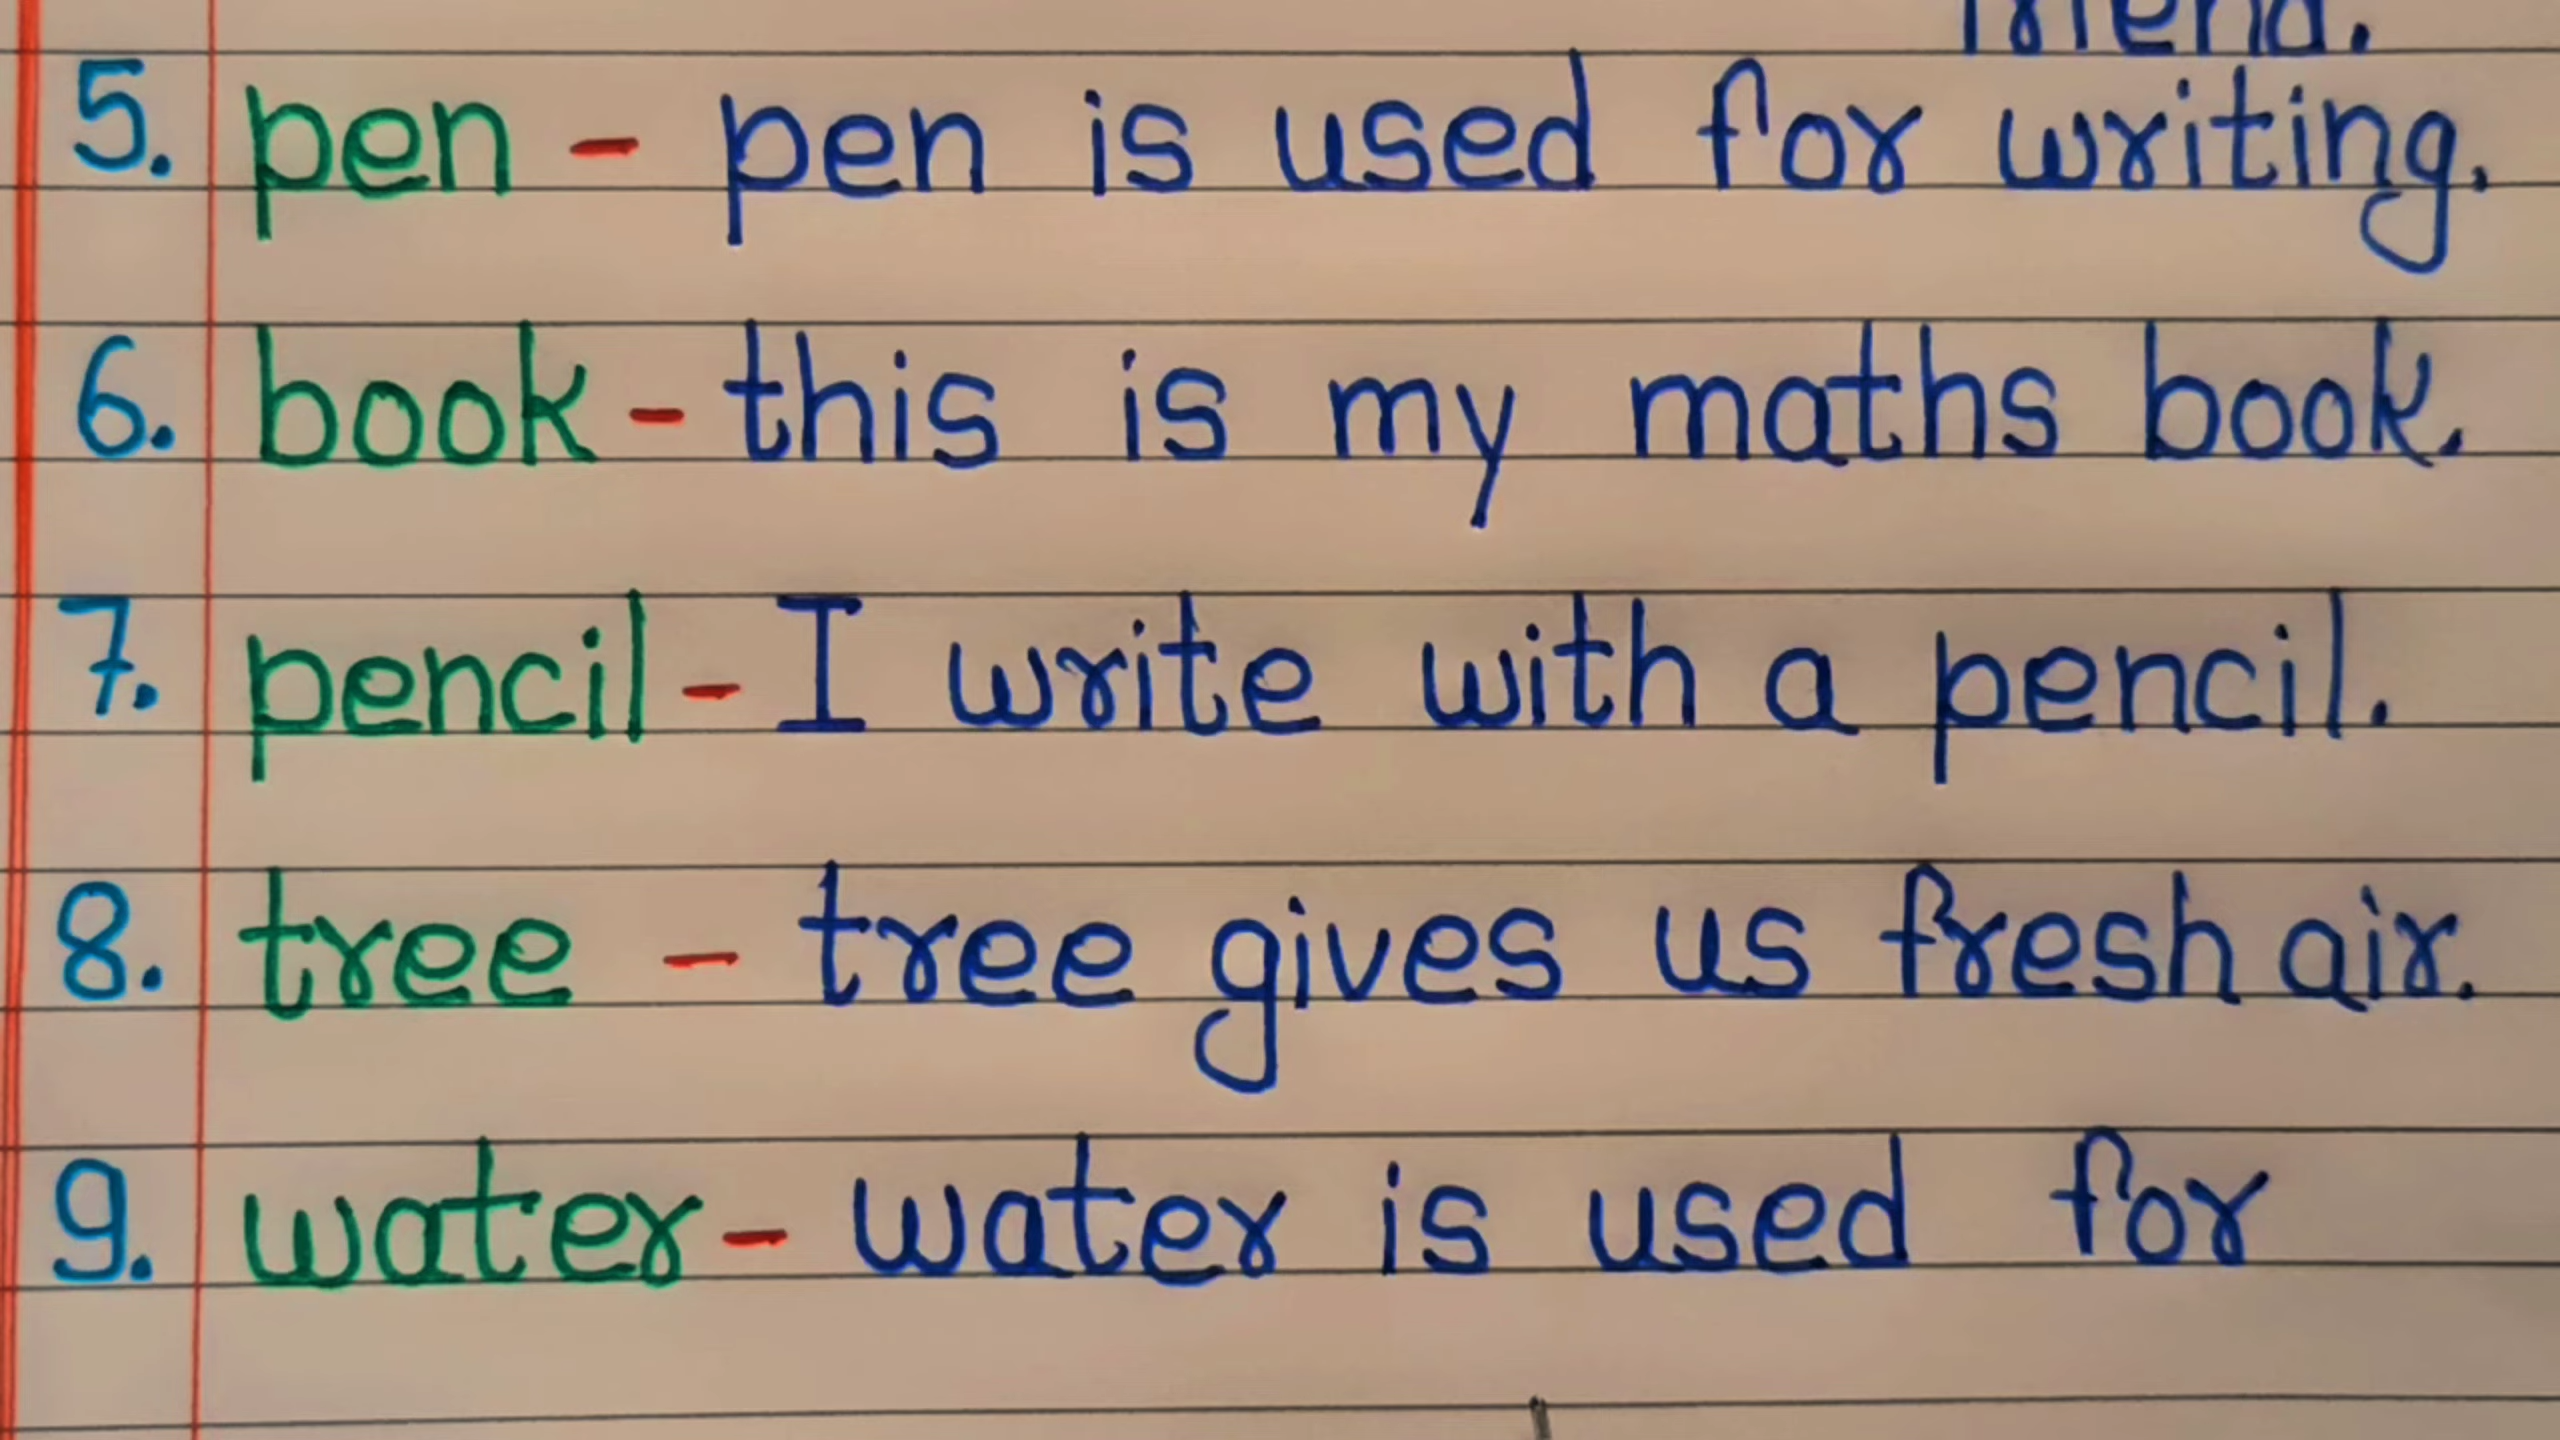 friend.
5. pen - pen is used for writing.
6. book - this is my maths book.
7. pencil - I write with a pencil.
8. tree - tree gives us fresh air.
9. water - water is used for